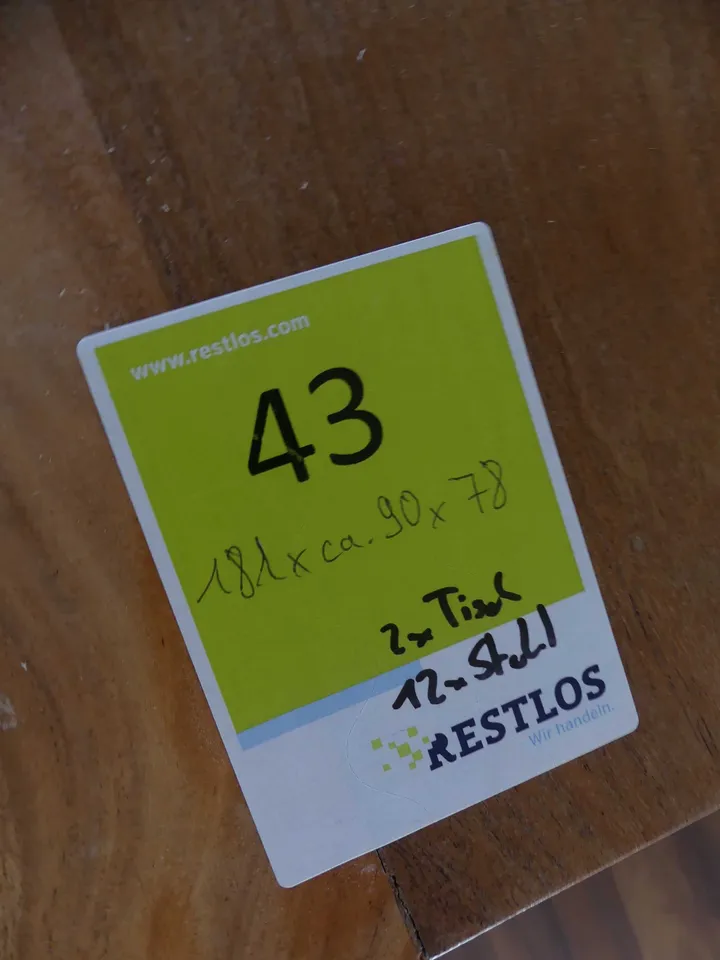 www.restlos.com
43
181 x ca. 90 x 78
2x Tisch
12x Stuhl
RESTLOS
Wir handeln.